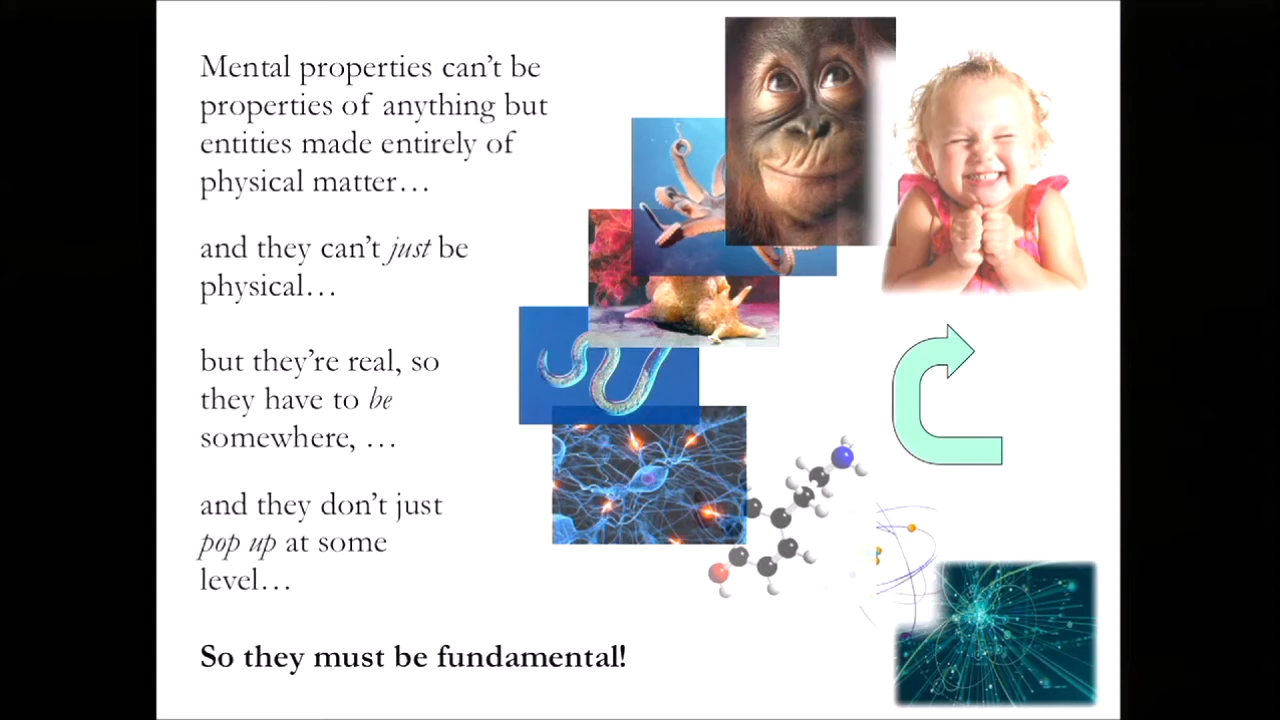 Mental properties can't be
properties of anything but
entities made entirely of
physical matter…
and they can't just be
physical…
but they're real, so
they have to be
somewhere, …
and they don't just
pop up at some
level…
So they must be fundamental!